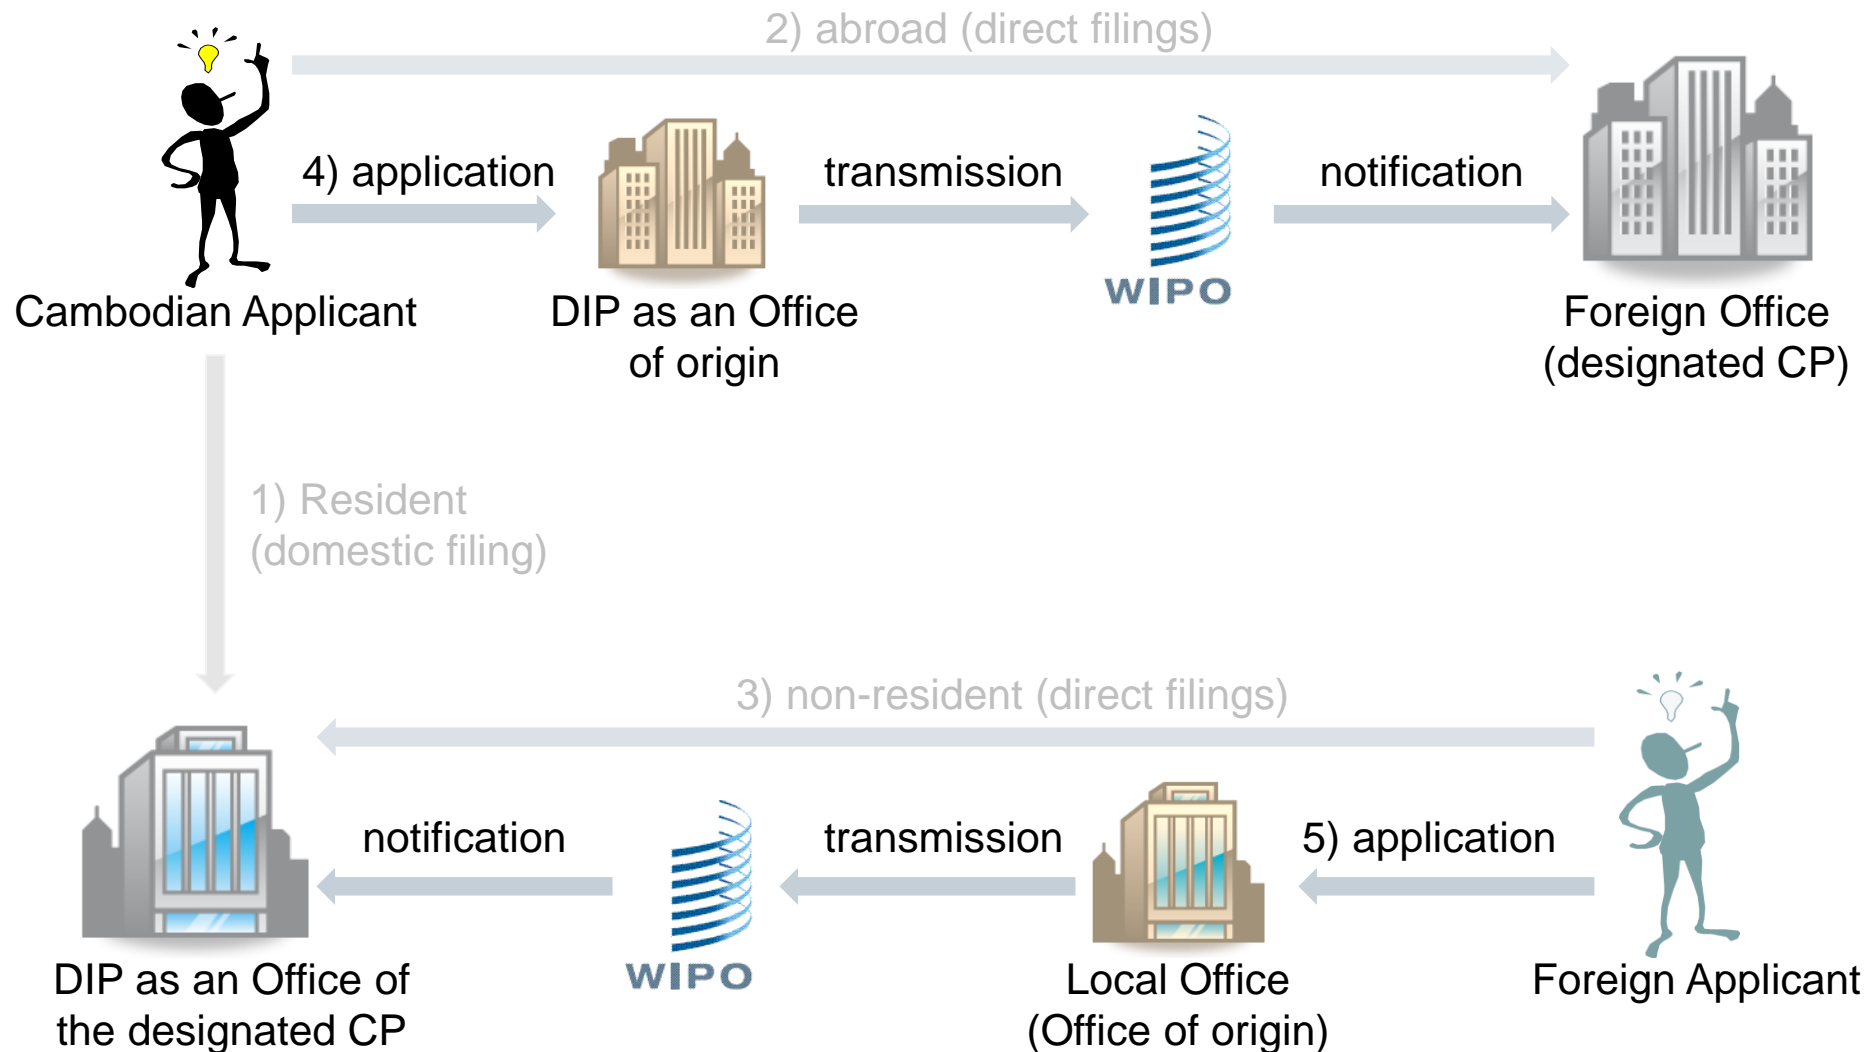 2) abroad (direct filings)
4) application
transmission
notification
WIPO
Cambodian Applicant
DIP as an Office
of origin
Foreign Office
(designated CP)
1) Resident
(domestic filing)
3) non-resident (direct filings)
notification
transmission
5) application
WIPO
DIP as an Office of
the designated CP
Local Office
(Office of origin)
Foreign Applicant